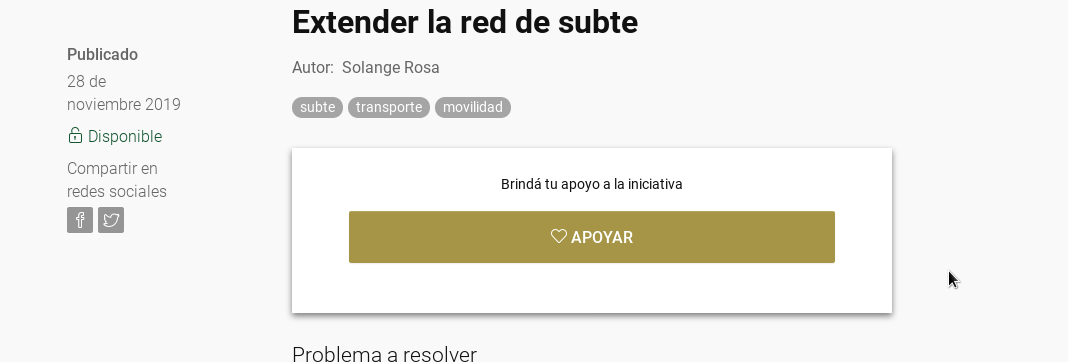 Extender la red de subte
Publicado
28 de
noviembre 2019
Disponible
Compartir en
redes sociales
Autor: Solange Rosa
subte transporte movilidad
Brindá tu apoyo a la iniciativa
APOYAR
Problema a resolver